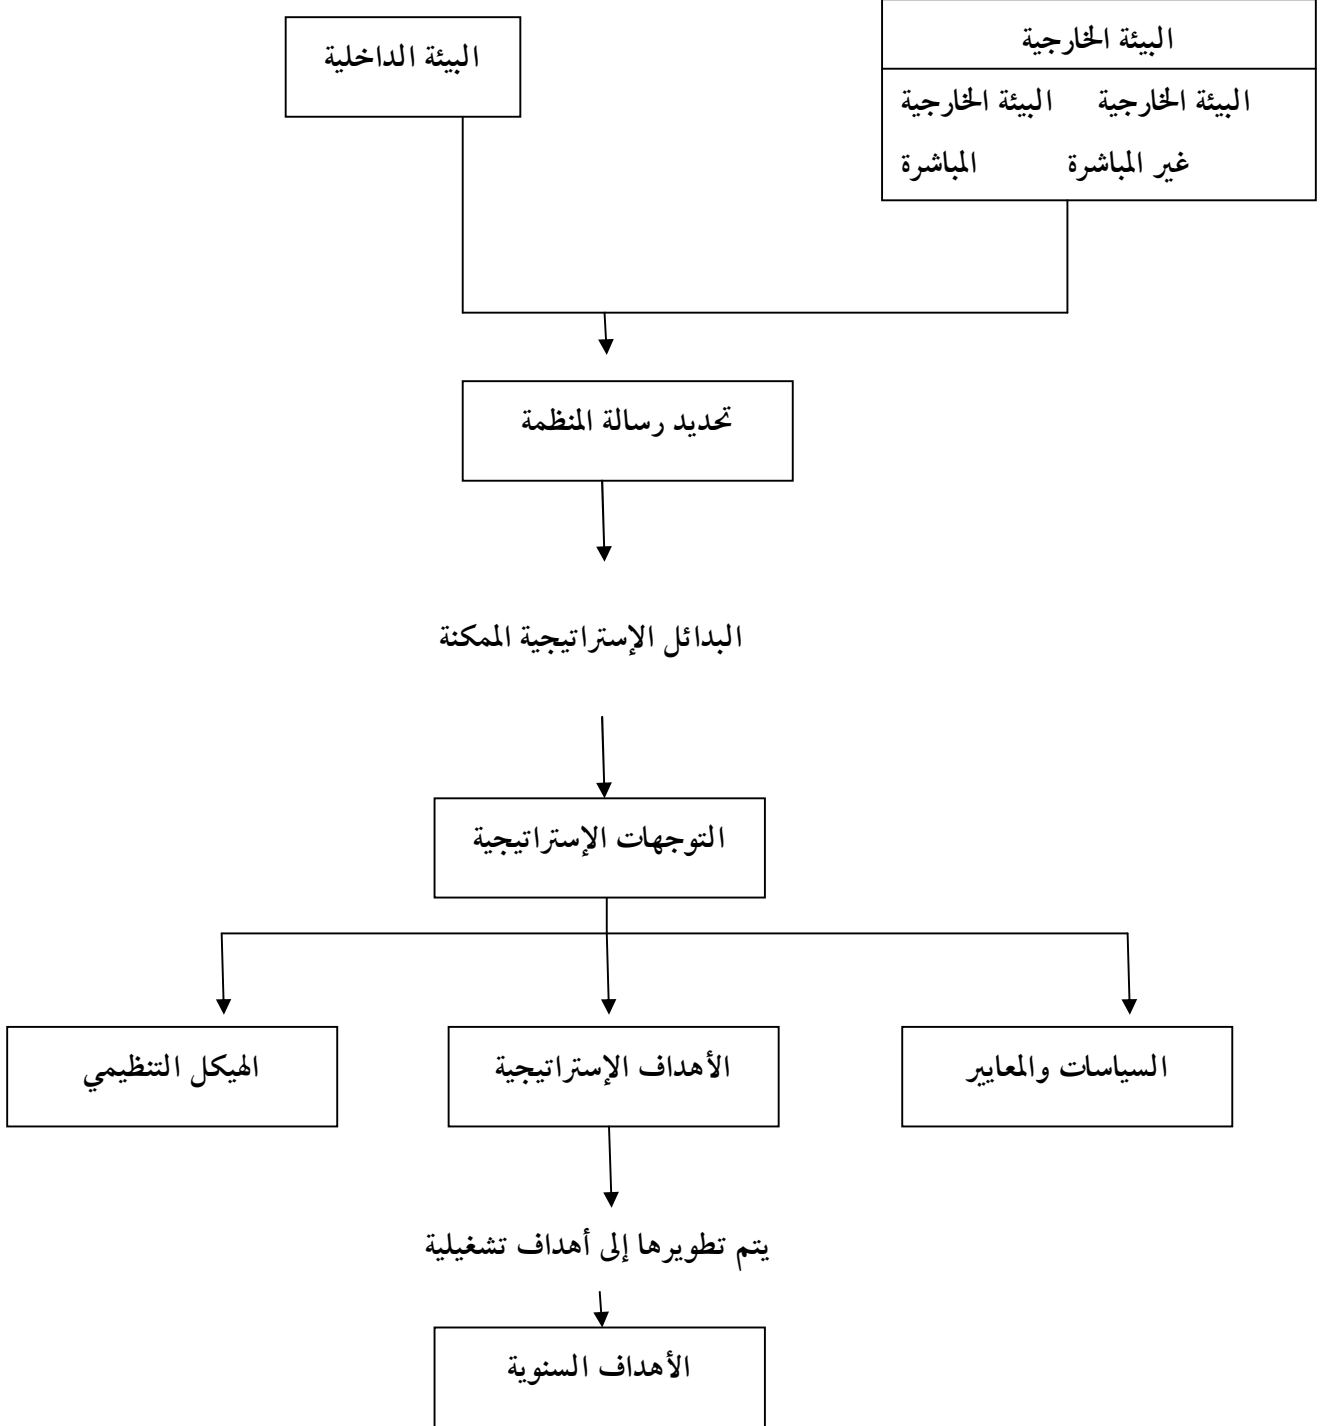 البيئة الخارجية
البيئة الداخلية
البيئة الخارجية البيئة الخارجية
غير المباشرة المباشرة
تحديد رسالة المنظمة
البدائل الإستراتيجية الممكنة
التوجهات الإستراتيجية
السياسات والمعايير
الأهداف الإستراتيجية
الهيكل التنظيمي
يتم تطويرها إلى أهداف تشغيلية
الأهداف السنوية